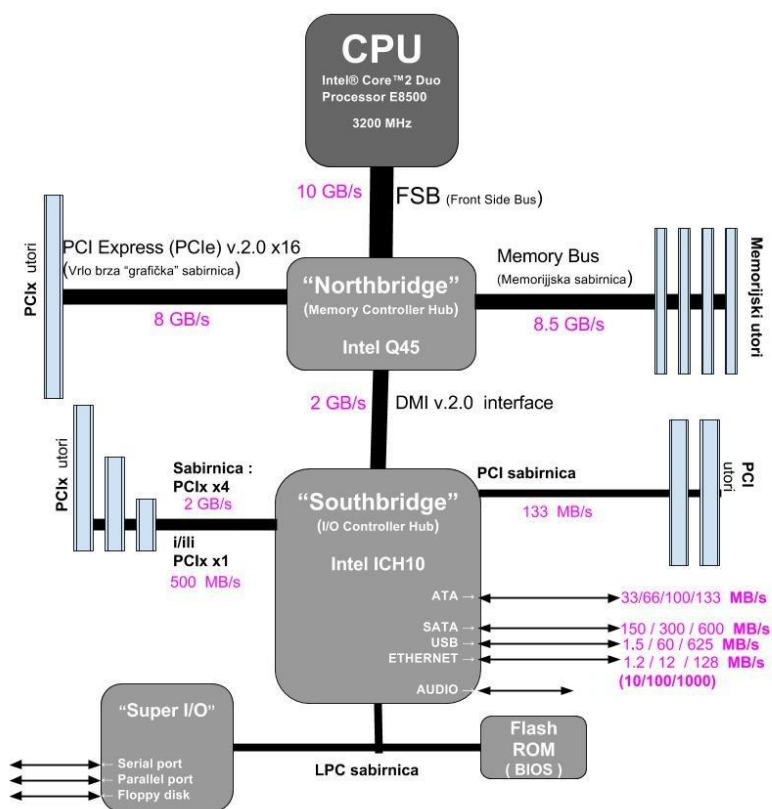 CPU
Intel® Core™2 Duo
Processor E8500
3200 MHz
10 GB/s
FSB (Front Side Bus)
PCI Express (PCIe) v.2.0 x16
(Vrlo brza “grafička” sabirnica)
8 GB/s
PCIx utori
“Northbridge”
(Memory Controller Hub)
Intel Q45
Memory Bus
(Memorijjska sabirnica)
8.5 GB/s
Memorijski utori
2 GB/s
DMI v.2.0 interface
PCIx utori
Sabirnica :
PCIx x4
2 GB/s
i/ili
PCIx x1
500 MB/s
“Southbridge”
(I/O Controller Hub)
Intel ICH10
PCI sabirnica
133 MB/s
PCI
utori
ATA → 33/66/100/133 MB/s
SATA → 150 / 300 / 600 MB/s
USB → 1.5 / 60 / 625 MB/s
ETHERNET → 1.2 / 12 / 128 MB/s
(10/100/1000)
AUDIO →
“Super I/O”
← Serial port
← Parallel port
← Floppy disk
LPC sabirnica
Flash
ROM
( BIOS )